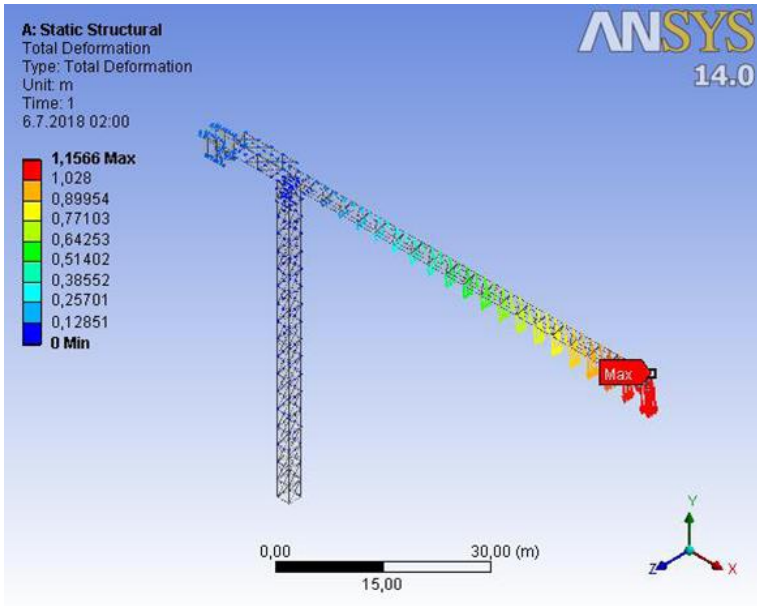 A: Static Structural
Total Deformation
Type: Total Deformation
Unit: m
Time: 1
6.7.2018 02:00
ANSYS
14.0
1,1566 Max
1,028
0,89954
0,77103
0,64253
0,51402
0,38552
0,25701
0,12851
0 Min
Max
0,00
30,00 (m)
15,00
Y
Z
X